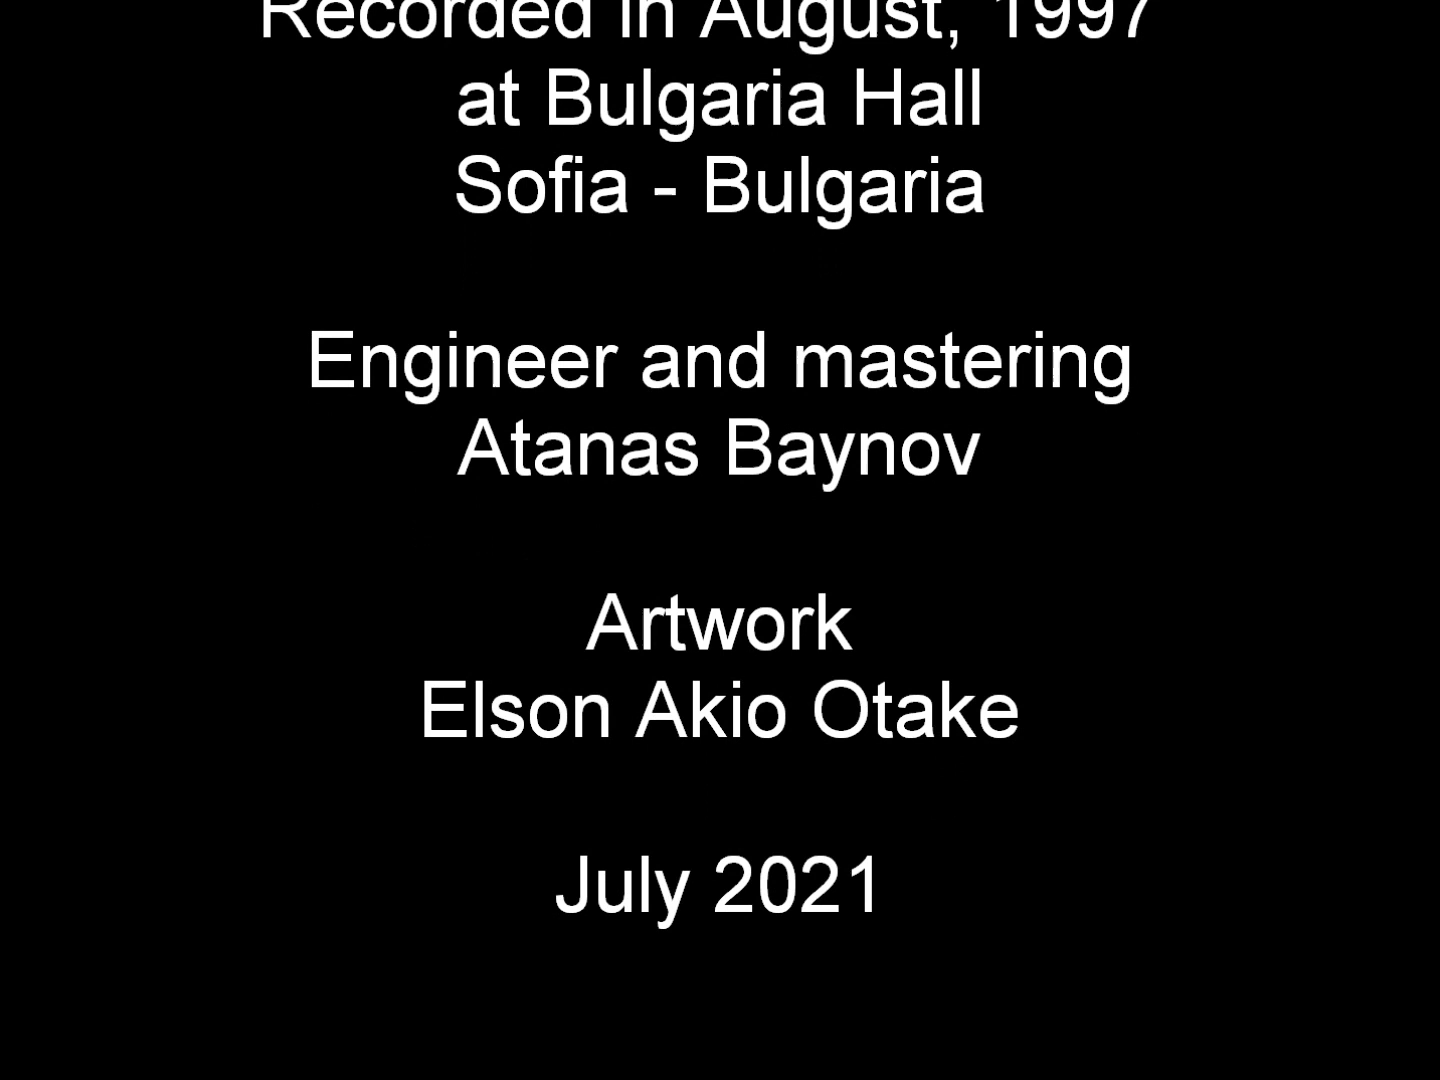 Recorded in August, 1997
at Bulgaria Hall
Sofia - Bulgaria
Engineer and mastering
Atanas Baynov
Artwork
Elson Akio Otake
July 2021